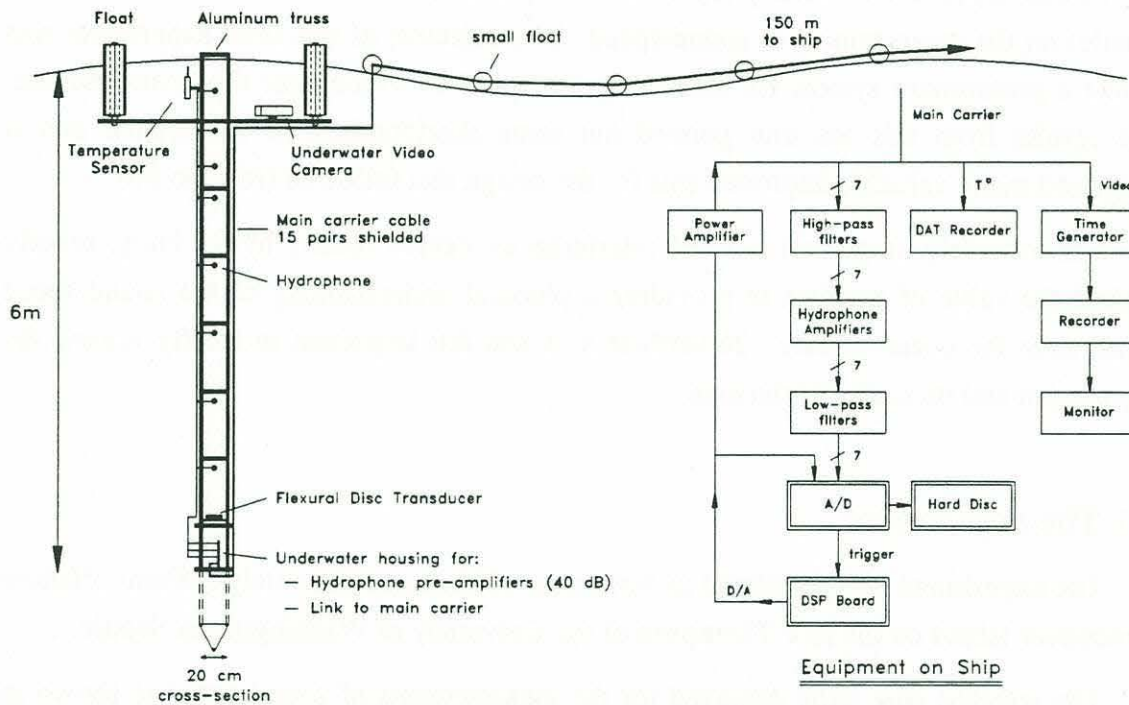 Float
Aluminum truss
small float
150 m
to ship
Temperature
Sensor
Underwater Video
Camera
Main carrier cable
15 pairs shielded
Hydrophone
6m
Flexural Disc Transducer
Underwater housing for:
— Hydrophone pre-amplifiers (40 dB)
— Link to main carrier
20 cm
cross-section
Main Carrier
7
T°
Video
Power
Amplifier
High-pass
filters
DAT Recorder
Time
Generator
7
Hydrophone
Amplifiers
Recorder
7
Low-pass
filters
Monitor
7
A/D
Hard Disc
trigger
D/A
DSP Board
Equipment on Ship